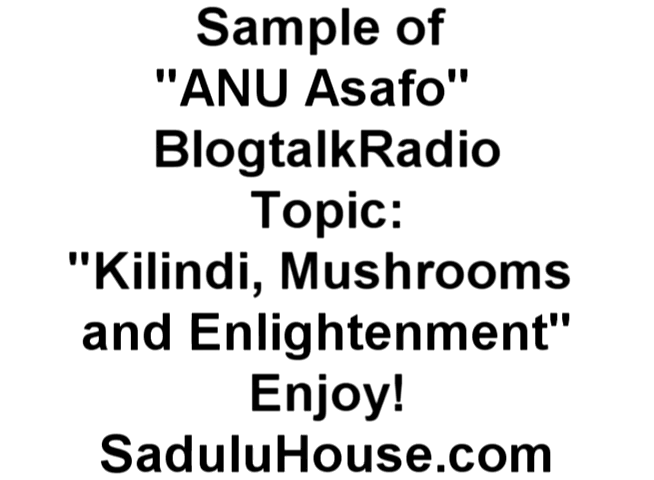 Sample of
"ANU Asafo"
BlogtalkRadio
Topic:
"Kilindi, Mushrooms
and Enlightenment"
Enjoy!
SaduluHouse.com